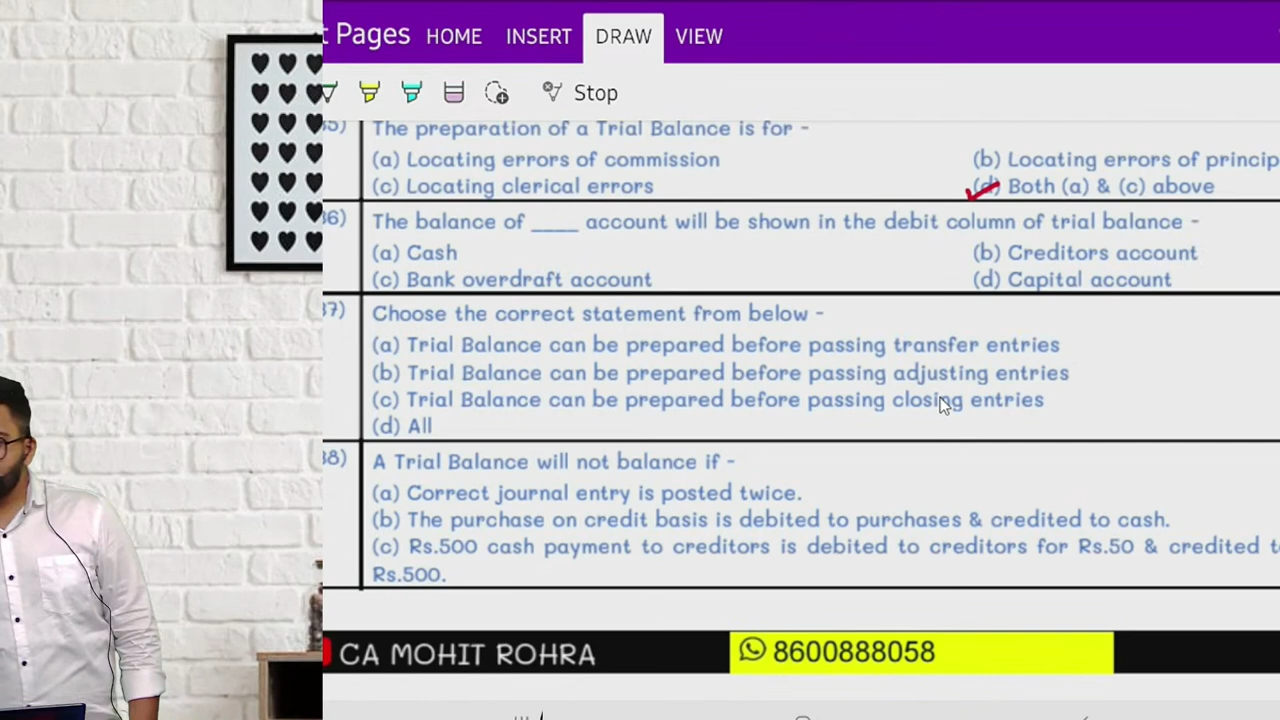 t Pages HOME INSERT DRAW VIEW
Stop
35) The preparation of a Trial Balance is for -
(a) Locating errors of commission (b) Locating errors of princip
(c) Locating clerical errors (d) Both (a) & (c) above
36) The balance of ____ account will be shown in the debit column of trial balance -
(a) Cash (b) Creditors account
(c) Bank overdraft account (d) Capital account
37) Choose the correct statement from below -
(a) Trial Balance can be prepared before passing transfer entries
(b) Trial Balance can be prepared before passing adjusting entries
(c) Trial Balance can be prepared before passing closing entries
(d) All
38) A Trial Balance will not balance if -
(a) Correct journal entry is posted twice.
(b) The purchase on credit basis is debited to purchases & credited to cash.
(c) Rs.500 cash payment to creditors is debited to creditors for Rs.50 & credited t
Rs.500.
CA MOHIT ROHRA 8600888058